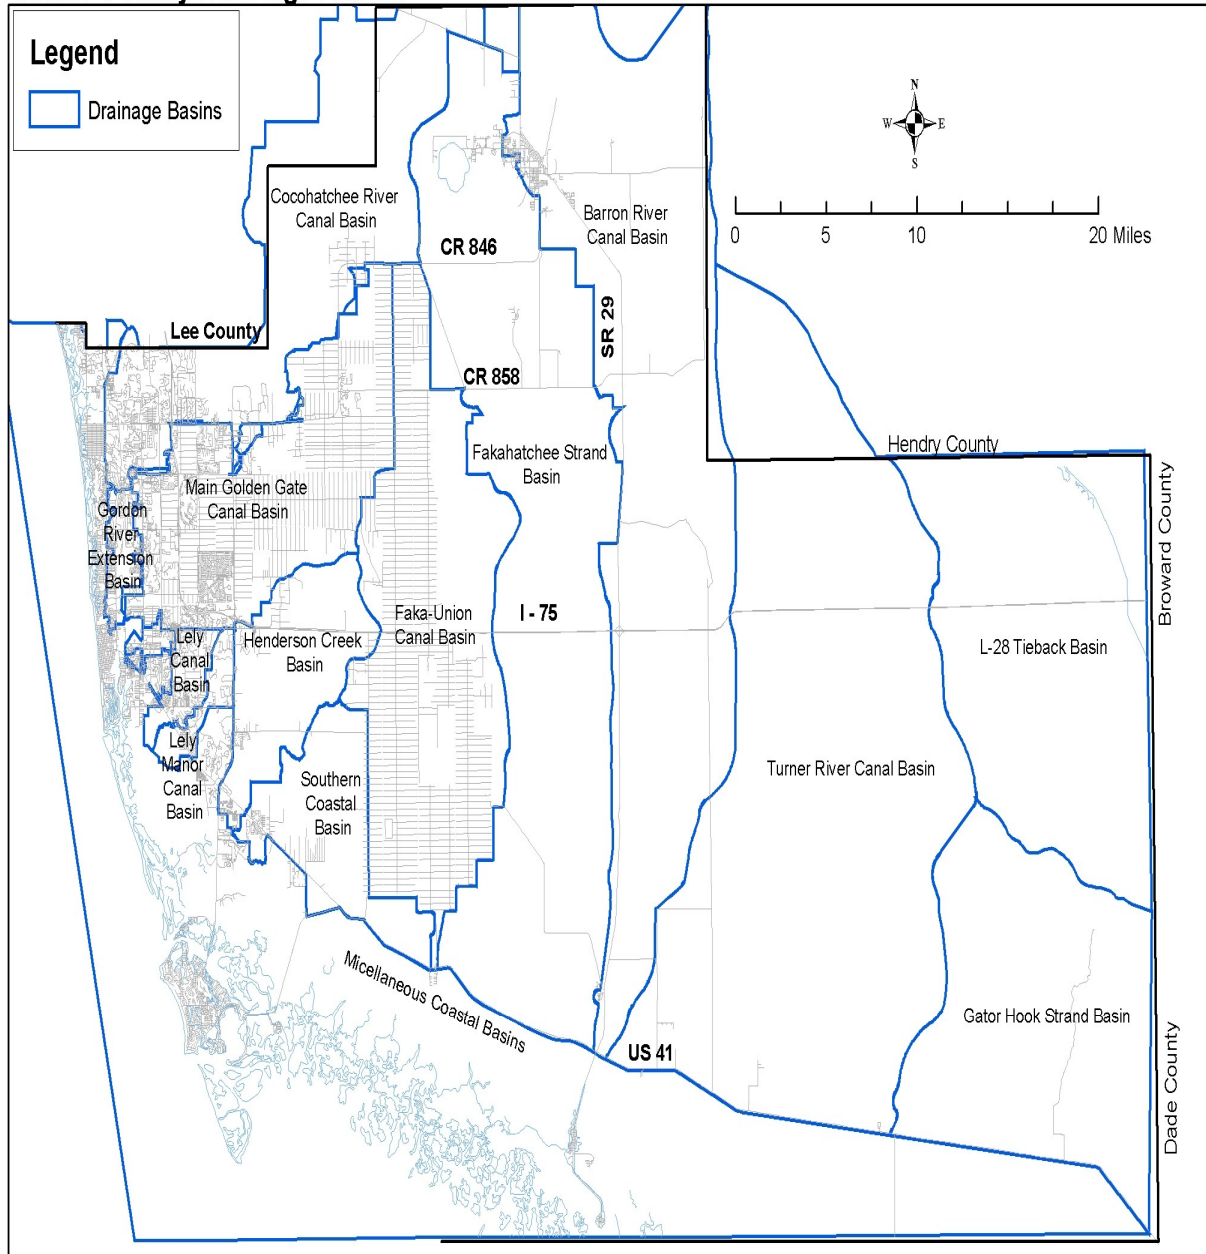 Legend
Drainage Basins
N
W E
S
0 5 10 20 Miles
Cocohatchee River
Canal Basin
Barron River
Canal Basin
CR 846
SR 29
Lee County
CR 858
Hendry County
Broward County
Fakahatchee Strand
Basin
Main Golden Gate
Canal Basin
Gordon
River
Extension
Basin
Faka-Union
Canal Basin
I - 75
Lely
Canal
Basin
Henderson Creek
Basin
L-28 Tieback Basin
Lely
Manor
Canal
Basin
Southern
Coastal
Basin
Turner River Canal Basin
Micellaneous Coastal Basins
US 41
Gator Hook Strand Basin
Dade County